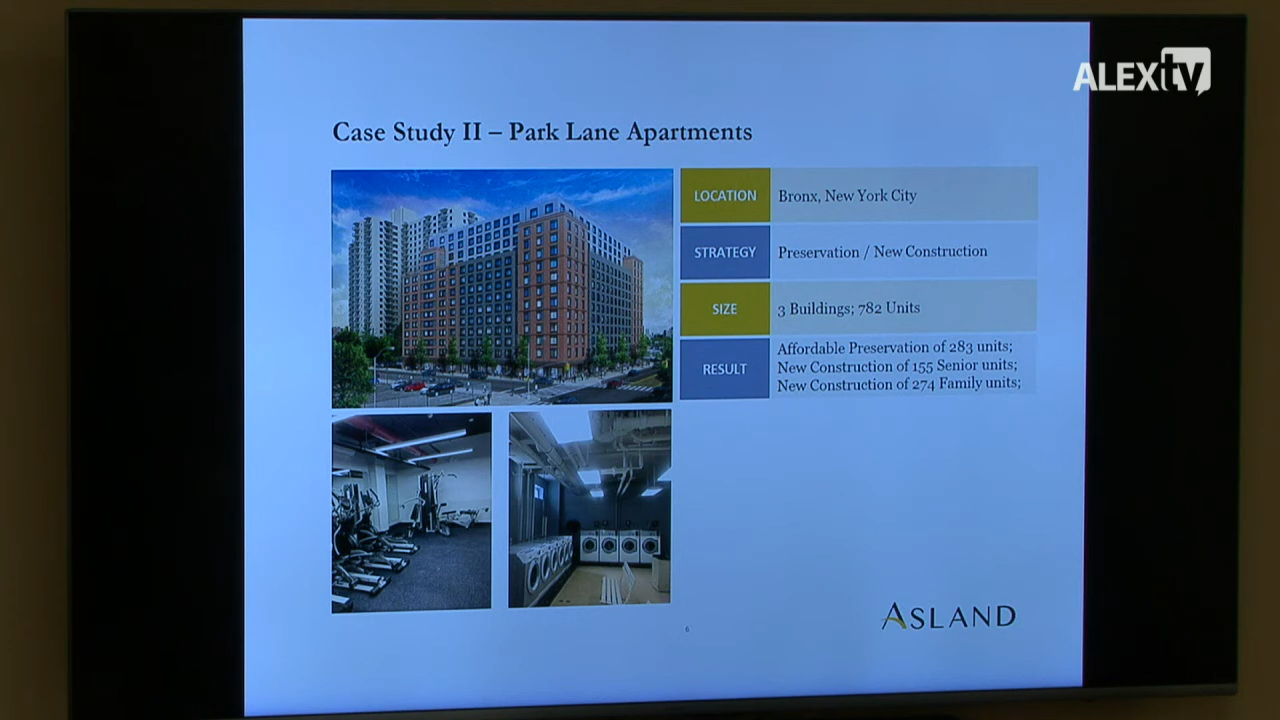 ALEXtv
Case Study II – Park Lane Apartments
LOCATION
Bronx, New York City
STRATEGY
Preservation / New Construction
SIZE
3 Buildings; 782 Units
RESULT
Affordable Preservation of 283 units;
New Construction of 155 Senior units;
New Construction of 274 Family units;
ASLAND
6